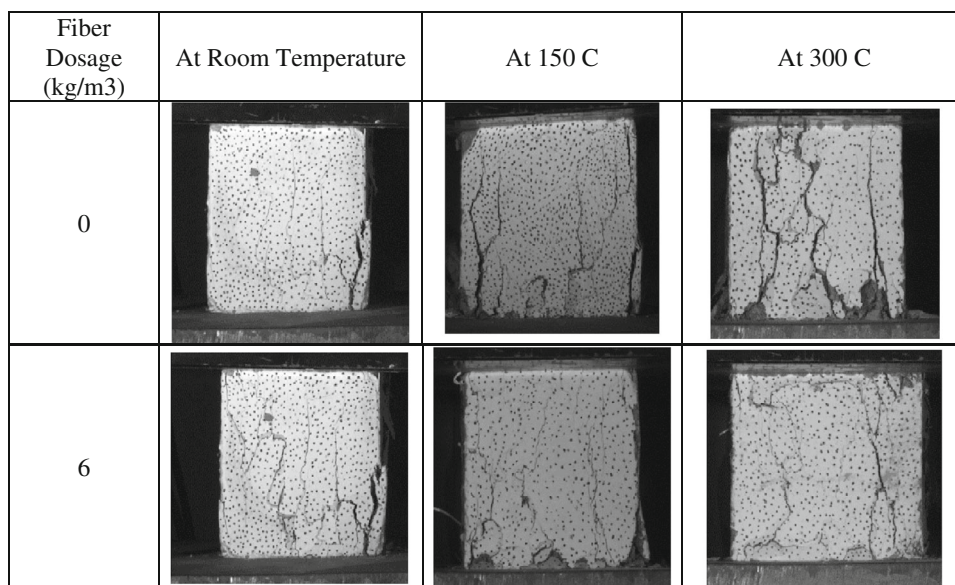 Fiber
Dosage
(kg/m3)
At Room Temperature
At 150 C
At 300 C
0
6